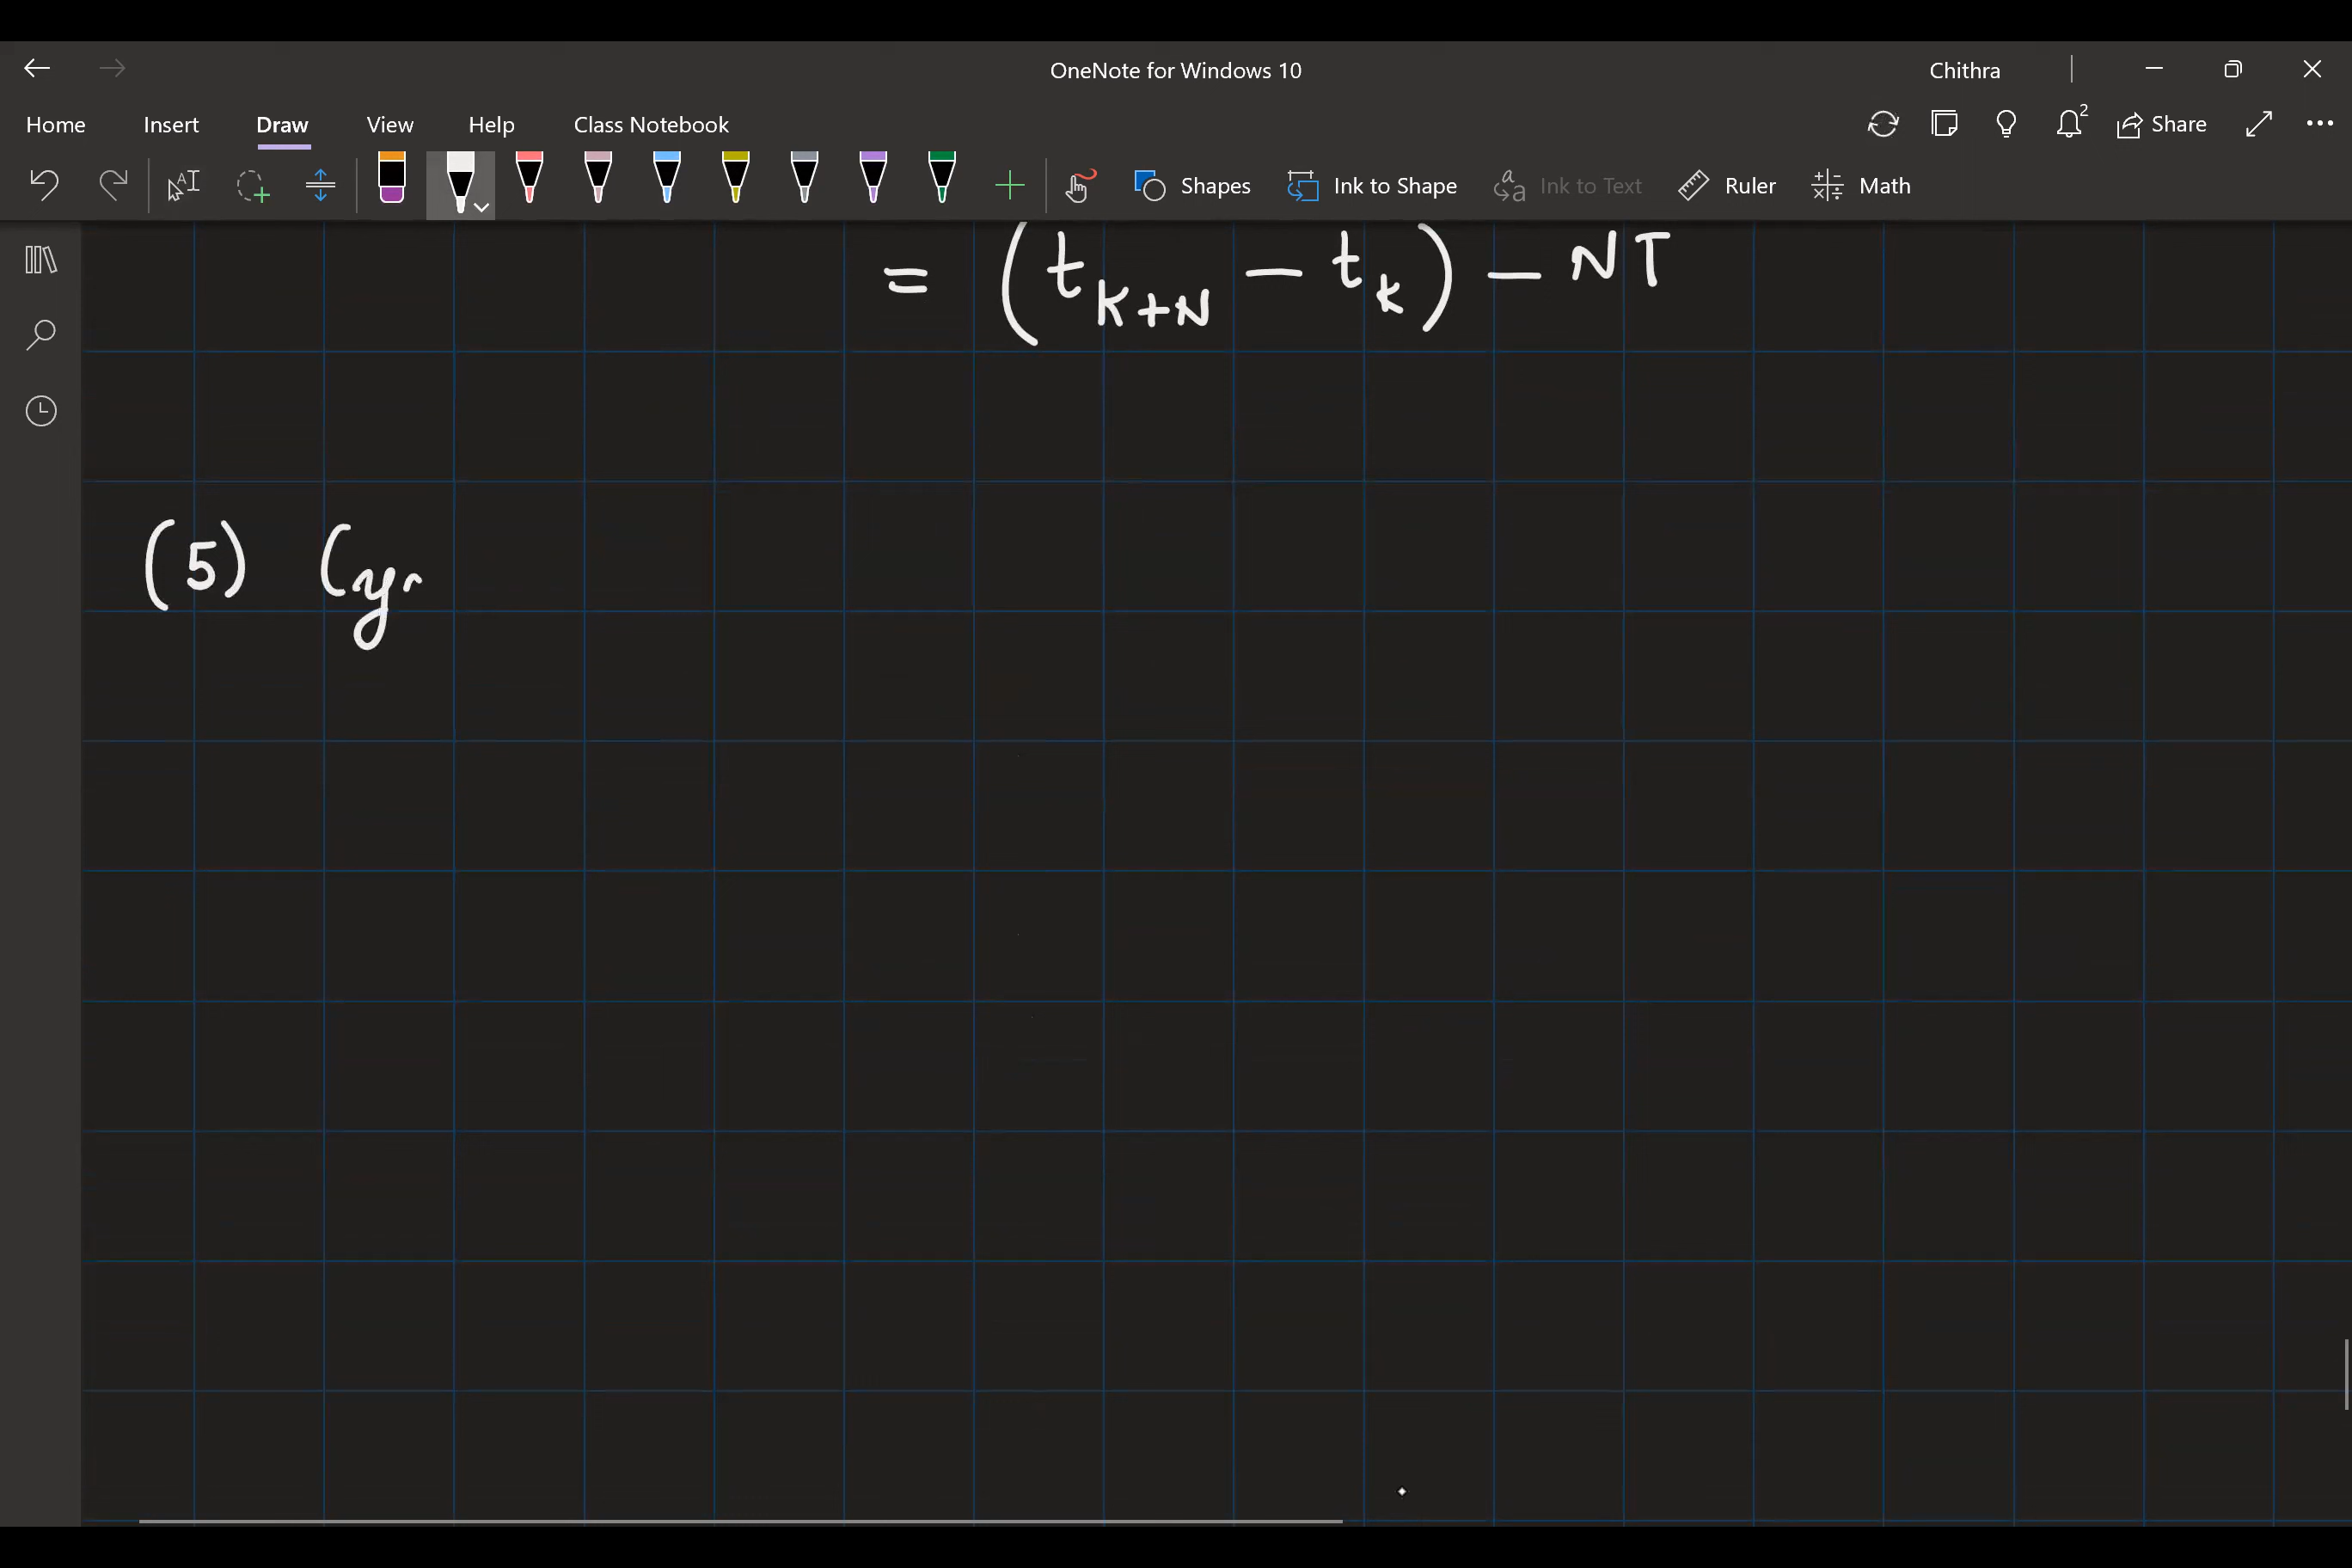 OneNote for Windows 10 Chithra
Home Insert Draw View Help Class Notebook 2 Share
Shapes Ink to Shape Ink to Text Ruler Math
= (t_{k+N} - t_k) - NT
(5) (